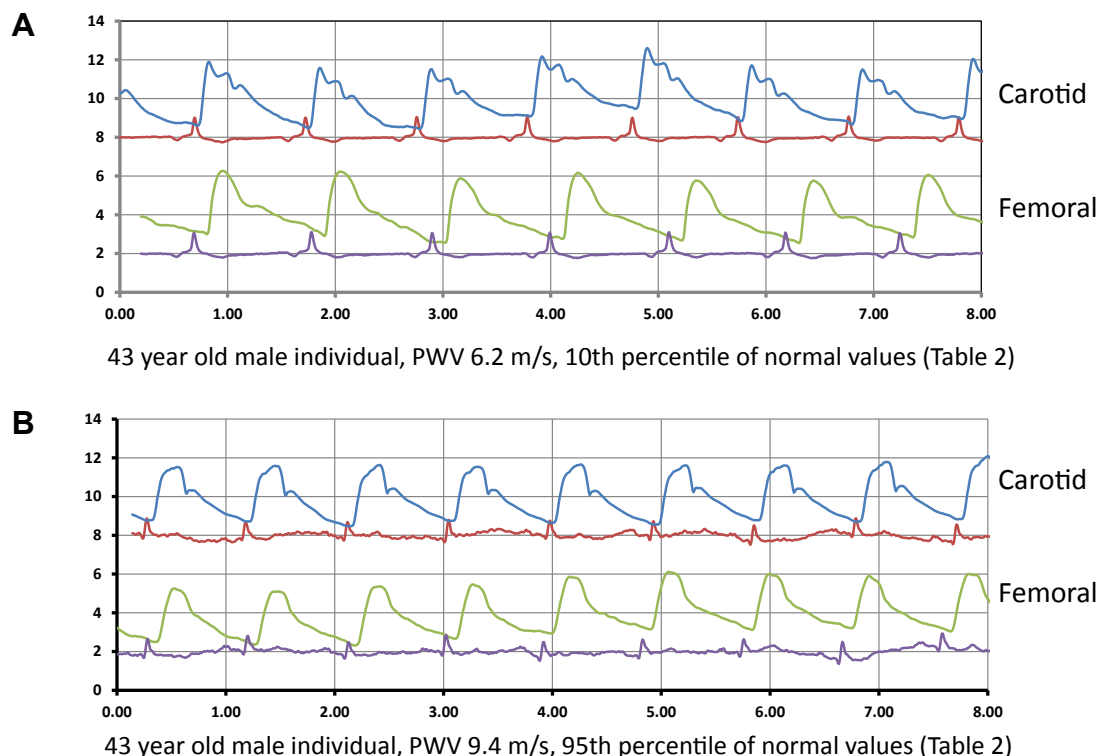 A
14
12
Carotid
10
8
6
Femoral
4
2
0
0.00 1.00 2.00 3.00 4.00 5.00 6.00 7.00 8.00
43 year old male individual, PWV 6.2 m/s, 10th percentile of normal values (Table 2)
B
14
12
Carotid
10
8
6
Femoral
4
2
0
0.00 1.00 2.00 3.00 4.00 5.00 6.00 7.00 8.00
43 year old male individual, PWV 9.4 m/s, 95th percentile of normal values (Table 2)